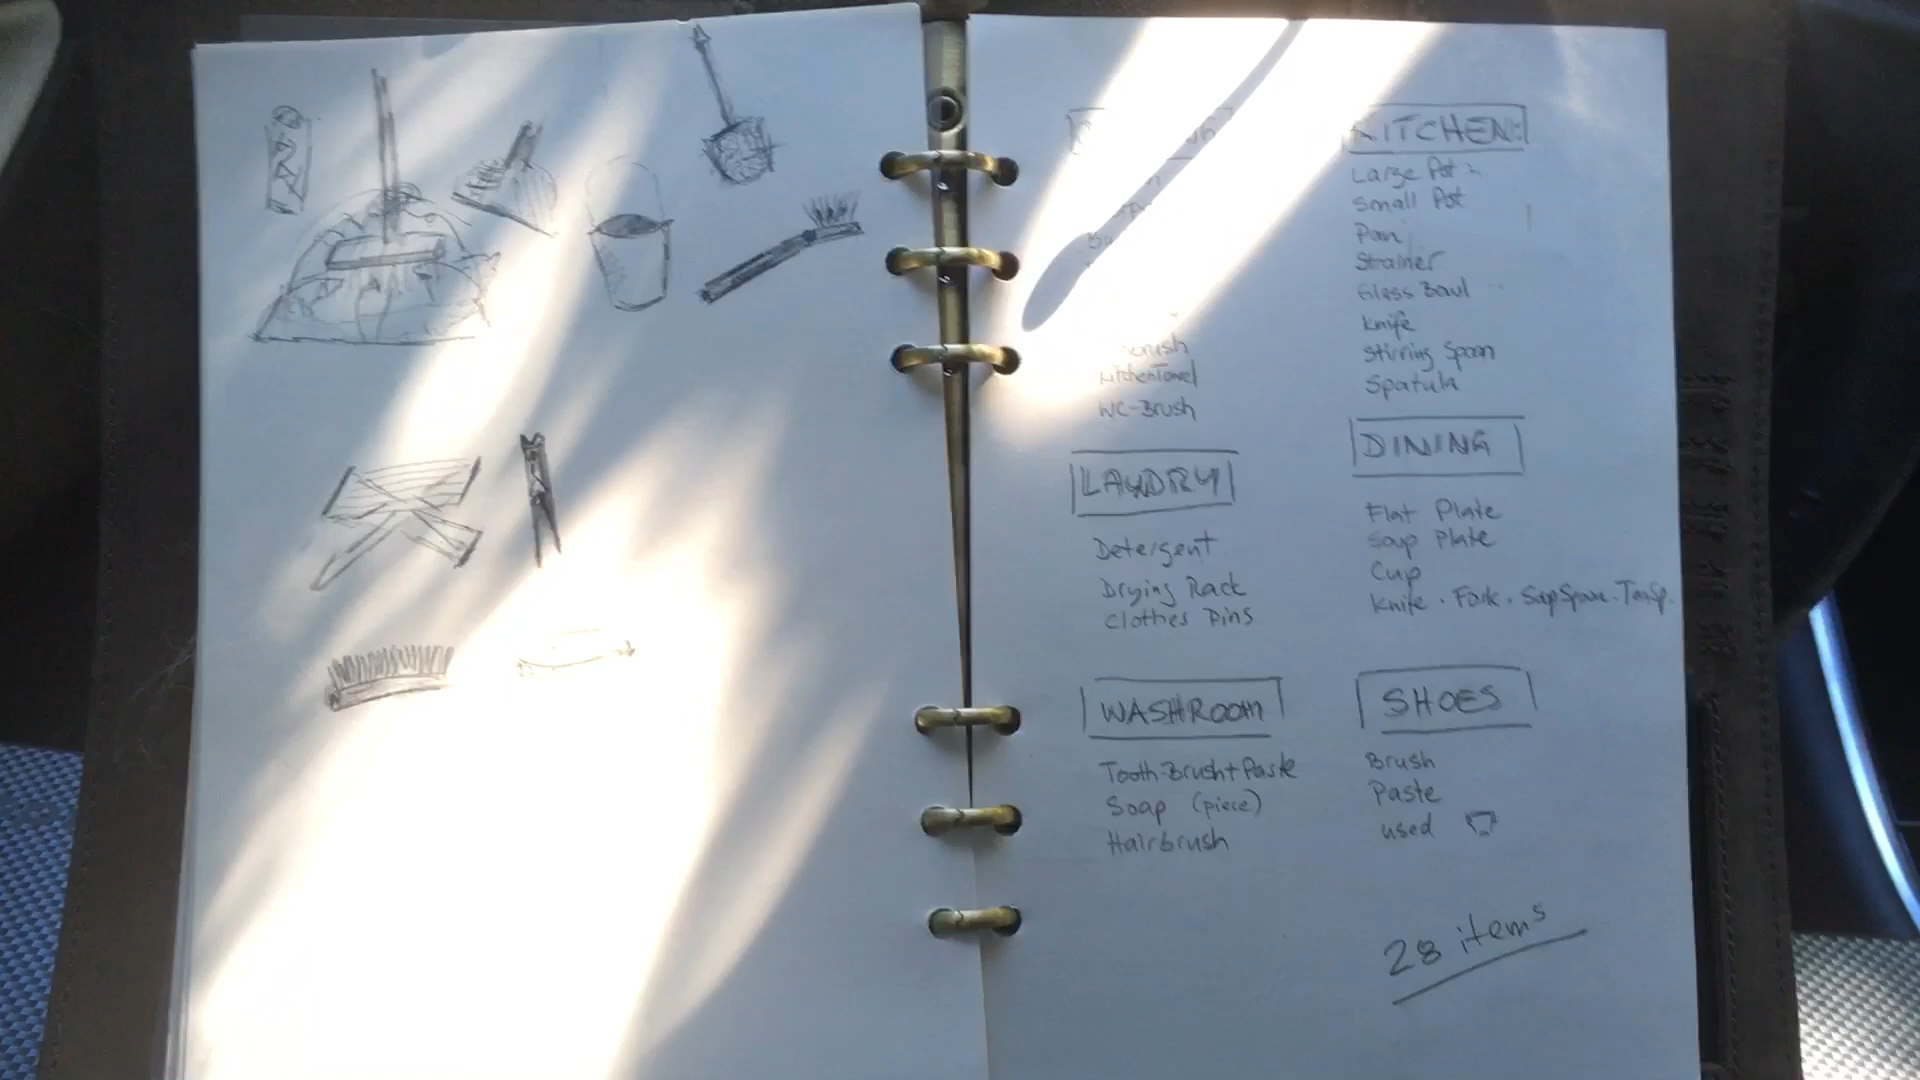 KitchenTowel
WC-Brush
LAUNDRY
Detergent
Drying Rack
Clothes Pins
WASHROOM
Tooth-Brush + Paste
Soap (piece)
Hairbrush
KITCHEN
Large Pot
Small Pot
Pan
Strainer
Glass Bowl
Knife
Stirring Spoon
Spatula
DINING
Flat Plate
Soup Plate
Cup
Knife · Fork · SoupSpoon · TeaSp.
SHOES
Brush
Paste
used
28 items